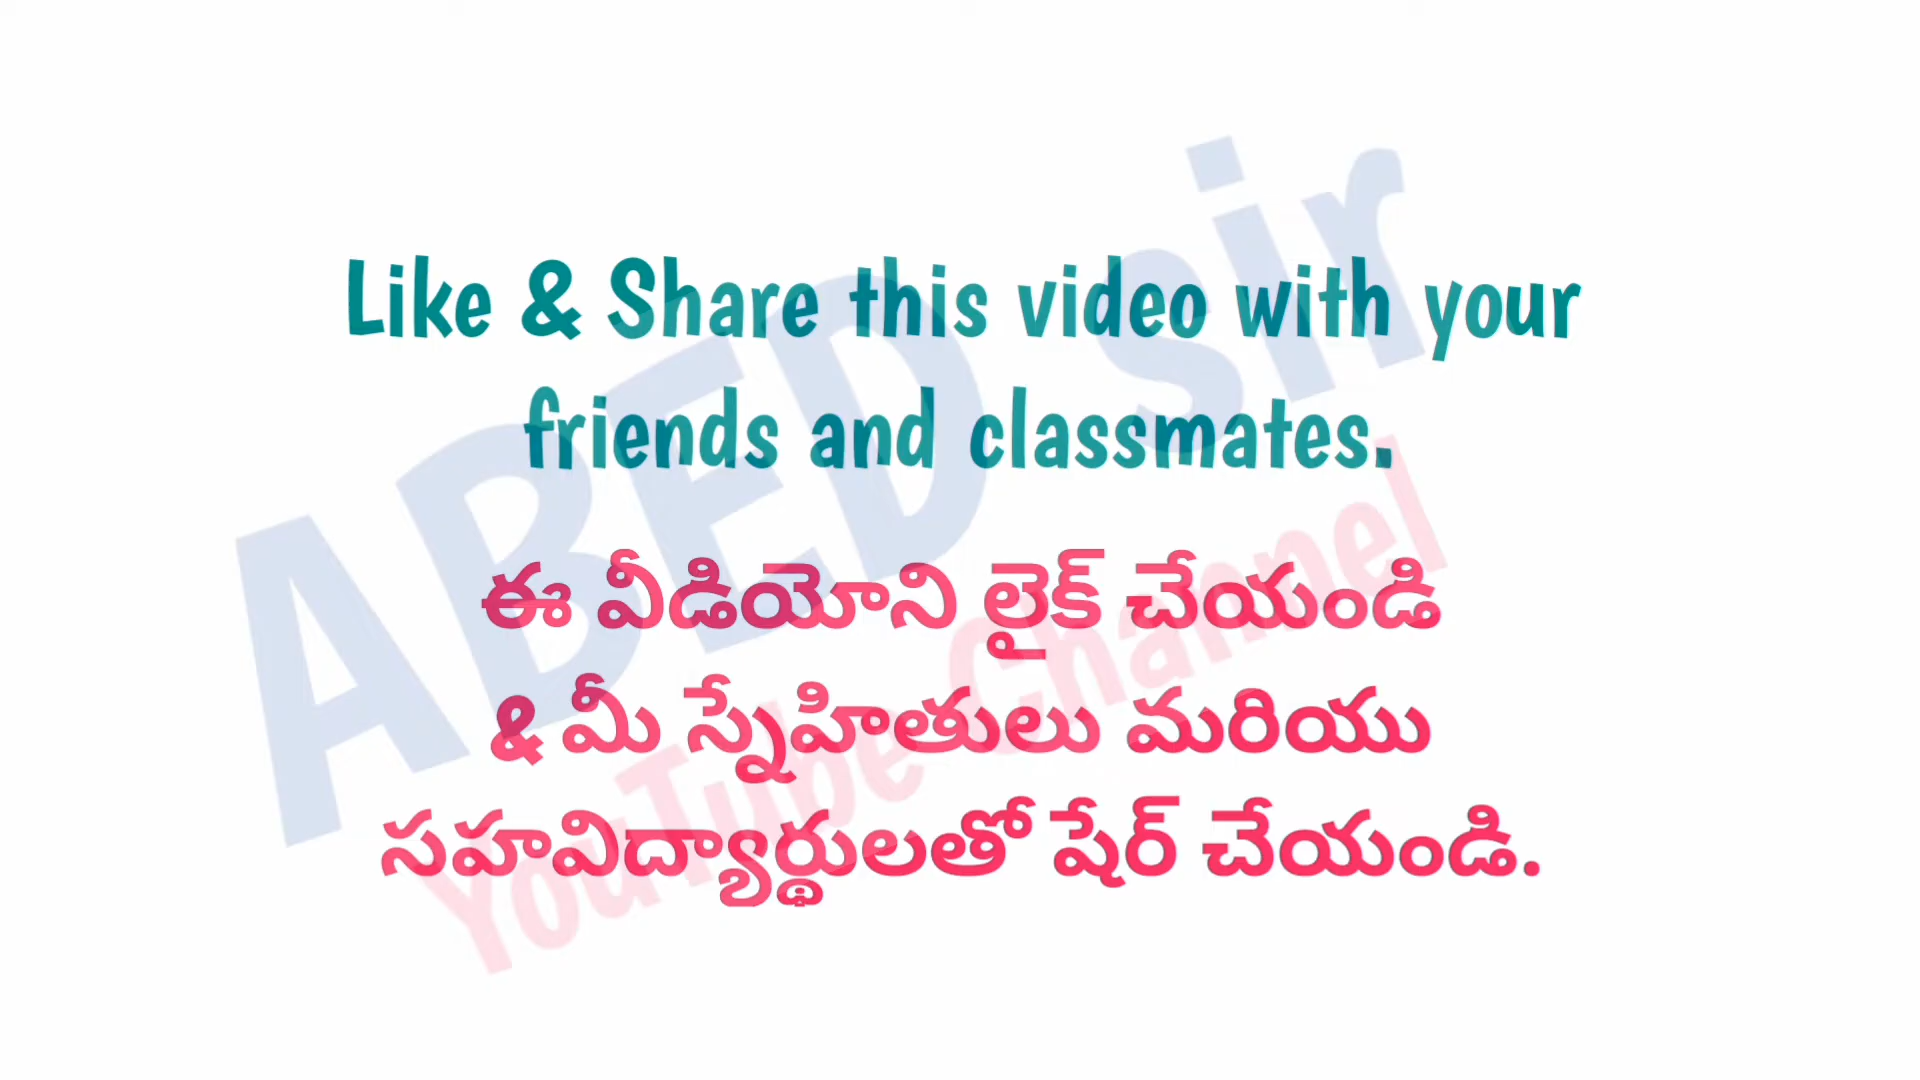 Like & Share this video with your
friends and classmates.
ఈ వీడియోని లైక్ చేయండి
& మీ స్నేహితులు మరియు
సహవిద్యార్థులతో షేర్ చేయండి.
ABED sir
YouTube Channel